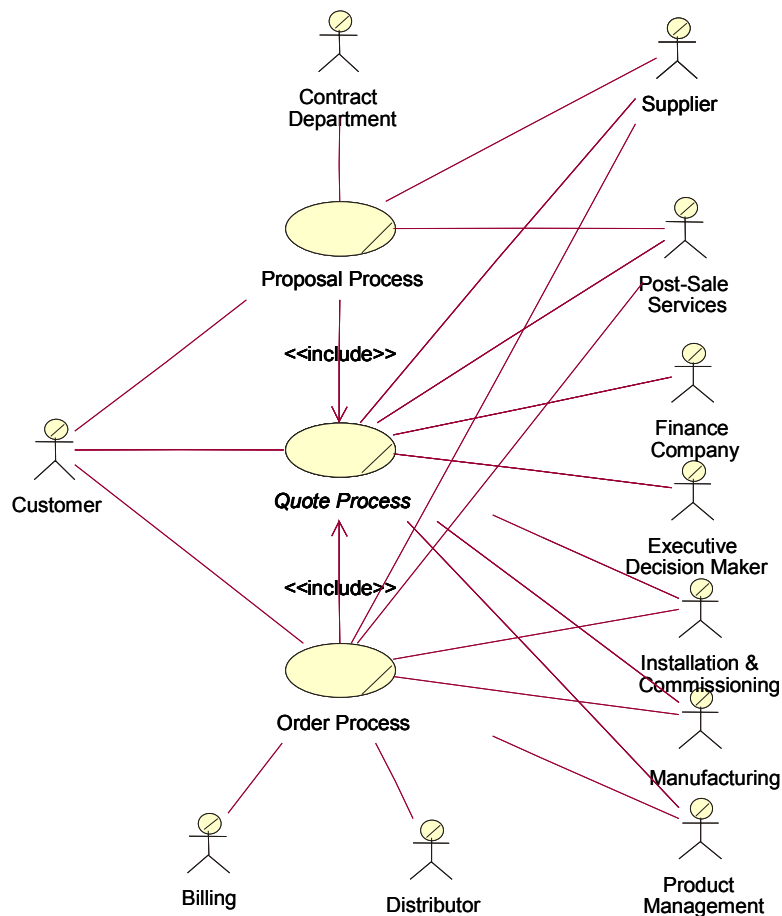 Contract
Department
Supplier
Proposal Process
Post-Sale
Services
<<include>>
Finance
Company
Customer
Quote Process
Executive
Decision Maker
<<include>>
Installation &
Commissioning
Order Process
Manufacturing
Billing
Distributor
Product
Management